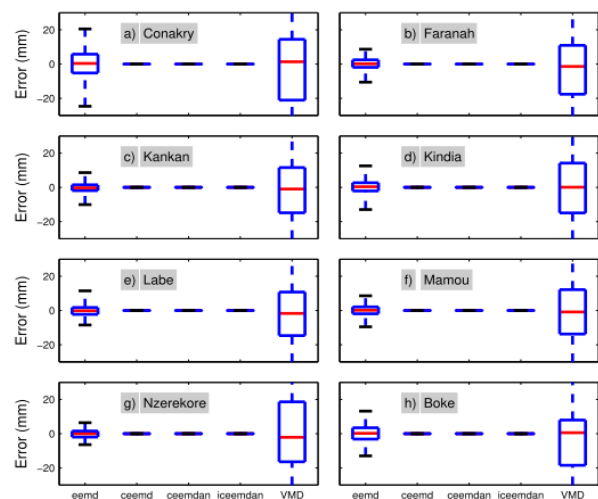 a) Conakry
b) Faranah
Error (mm)
20
0
−20
c) Kankan
d) Kindia
Error (mm)
20
0
−20
e) Labe
f) Mamou
Error (mm)
20
0
−20
g) Nzerekore
h) Boke
Error (mm)
20
0
−20
eemd ceemd ceemdan iceemdan VMD eemd ceemd ceemdan iceemdan VMD